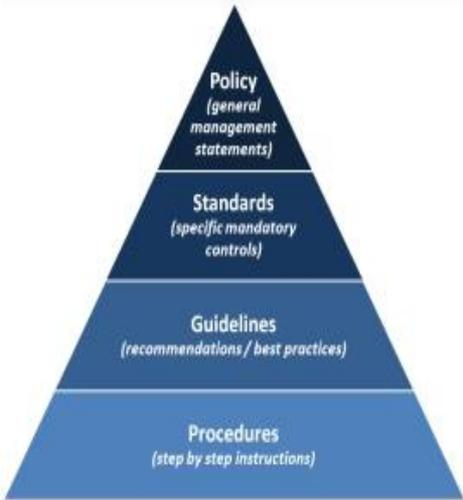 Policy
(general
management
statements)
Standards
(specific mandatory
controls)
Guidelines
(recommendations / best practices)
Procedures
(step by step instructions)